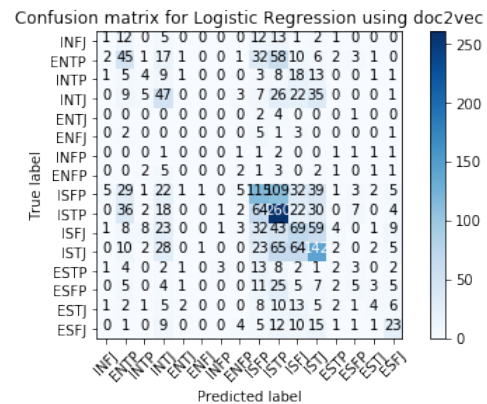 Confusion matrix for Logistic Regression using doc2vec
INFJ 1 12 0 5 0 0 0 0 12 13 1 2 1 0 0 0
ENTP 2 45 1 17 1 0 0 1 32 58 10 6 2 3 1 0
INTP 1 5 4 9 1 0 0 0 3 8 18 13 0 0 1 1
INTJ 0 9 5 47 0 0 0 3 7 26 22 35 0 0 0 1
ENTJ 0 0 0 0 0 0 0 0 2 4 0 0 0 1 0 0
ENFJ 0 2 0 0 0 0 0 0 5 1 3 0 0 0 0 1
INFP 0 0 0 1 0 0 0 1 1 2 0 0 1 1 1 1
ENFP 0 0 2 5 0 0 0 2 0 2 1 3 0 1 0 1
ISFP 5 29 1 22 1 1 0 5 115 109 32 39 1 3 2 5
ISTP 0 36 2 18 0 0 1 2 64 260 22 30 0 7 0 4
ISFJ 1 8 8 23 0 0 1 3 32 43 69 59 4 0 1 9
ISTJ 0 10 2 28 0 1 0 0 23 65 64 142 2 0 2 5
ESTP 1 4 0 2 1 0 3 0 13 8 2 1 2 3 0 2
ESFP 0 5 0 4 0 0 0 0 11 25 5 7 2 5 3 5
ESTJ 1 2 1 5 2 0 0 0 8 10 13 5 2 1 4 6
ESFJ 0 1 0 9 0 0 0 4 5 12 10 15 1 1 1 23
INFJ ENTP INTP INTJ ENTJ ENFJ INFP ENFP ISFP ISTP ISFJ ISTJ ESTP ESFP ESTJ ESFJ
Predicted label
True label
250
200
150
100
50
0